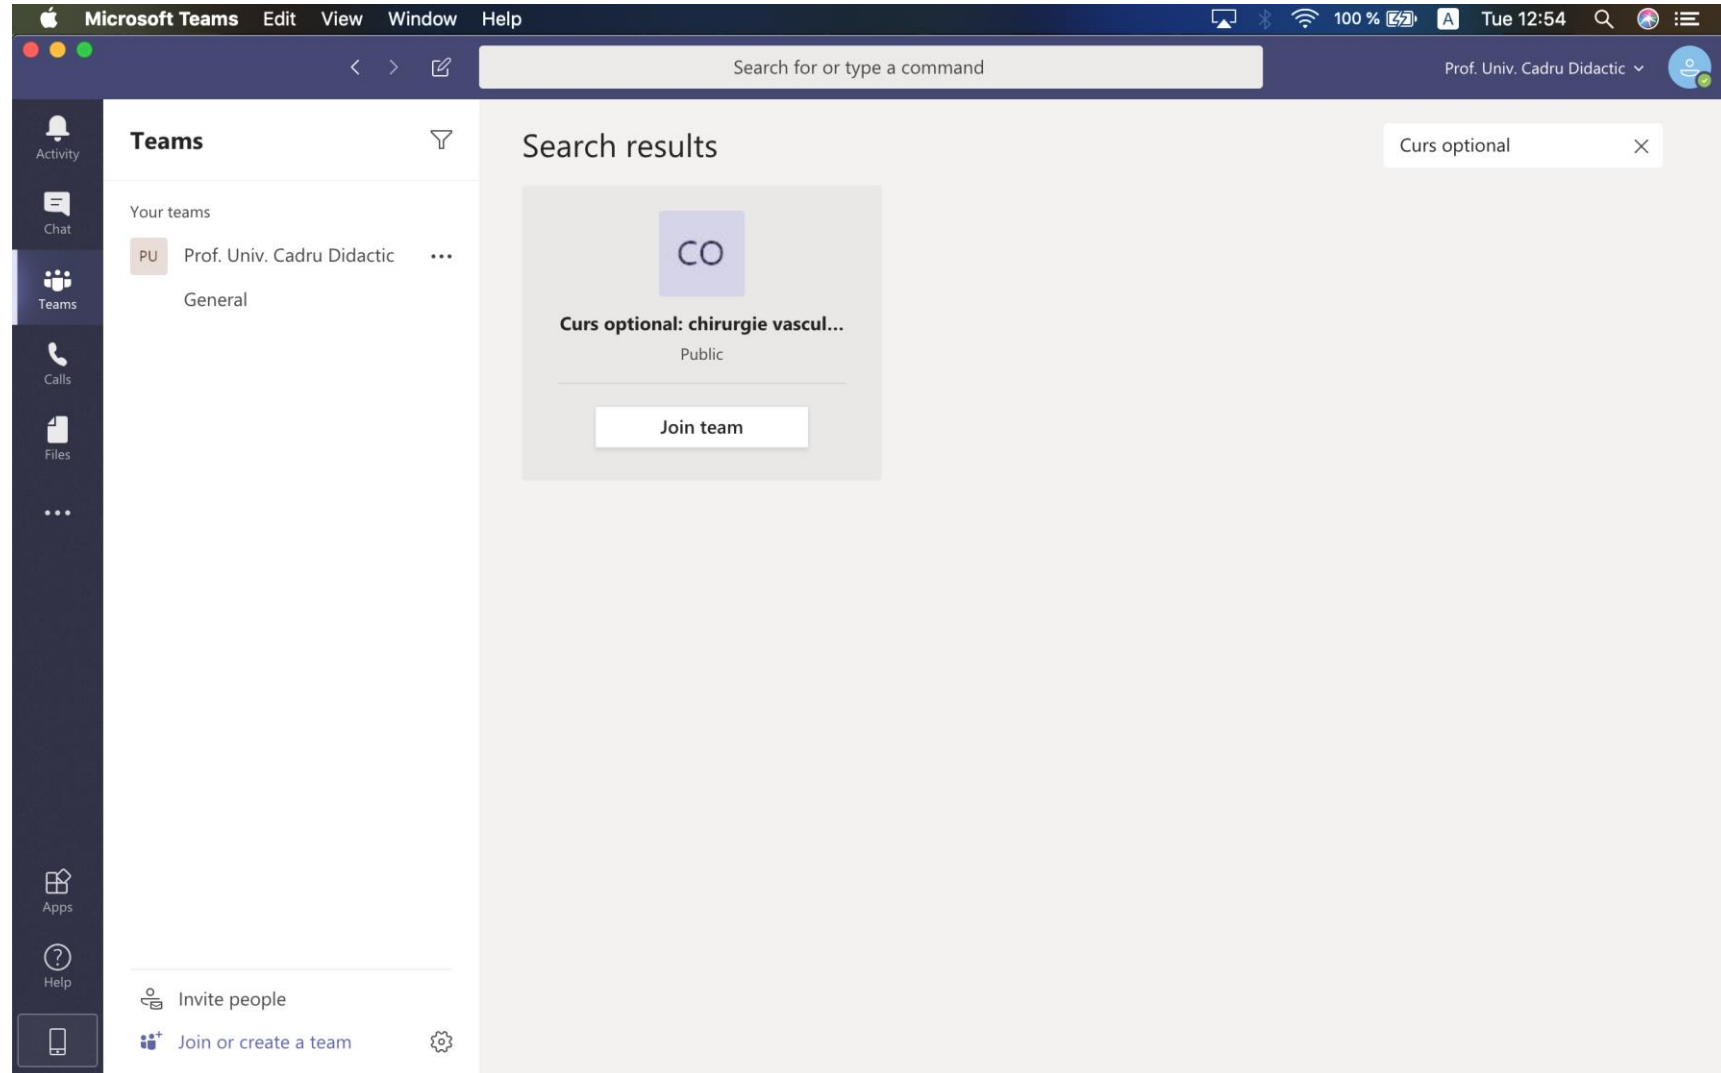 Microsoft Teams Edit View Window Help 100 % A Tue 12:54
Search for or type a command
Prof. Univ. Cadru Didactic
Activity
Chat
Teams
Calls
Files
Apps
Help
Teams
Your teams
PU Prof. Univ. Cadru Didactic
General
Invite people
Join or create a team
Search results
Curs optional
CO
Curs optional: chirurgie vascul...
Public
Join team